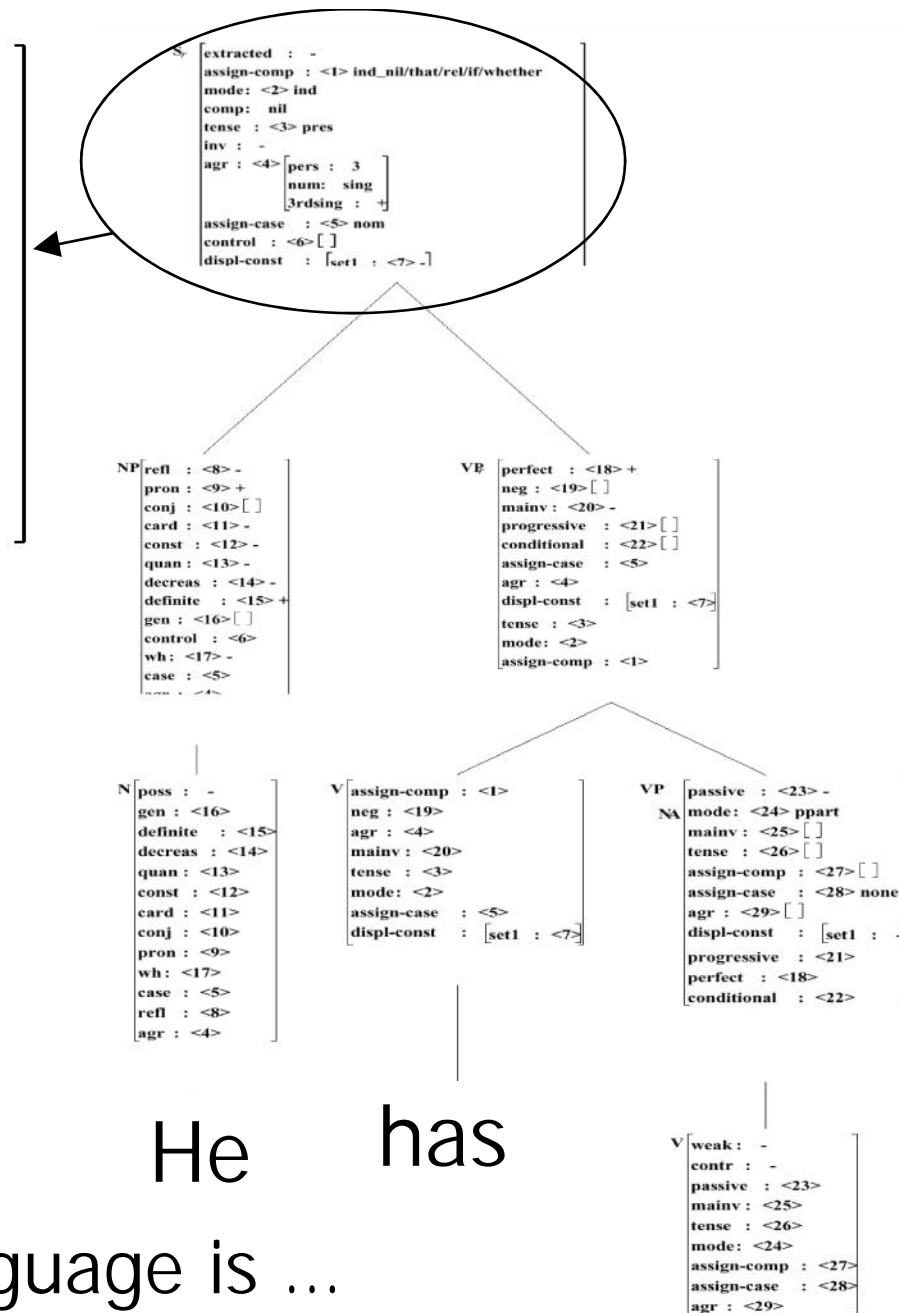 Sr extracted : -
assign-comp : <1> ind_nil/that/rel/if/whether
mode: <2> ind
comp: nil
tense : <3> pres
inv : -
agr : <4> pers : 3
num: sing
3rdsing : +
assign-case : <5> nom
control : <6> [ ]
displ-const : [set1 : <7> -]
NP refl : <8> -
pron : <9> +
conj : <10> [ ]
card : <11> -
const : <12> -
quan : <13> -
decreas : <14> -
definite : <15> +
gen : <16> [ ]
control : <6>
wh : <17> -
case : <5>
agr : <4>
VPr perfect : <18> +
neg : <19> [ ]
mainv : <20> -
progressive : <21> [ ]
conditional : <22> [ ]
assign-case : <5>
agr : <4>
displ-const : [set1 : <7>]
tense : <3>
mode: <2>
assign-comp : <1>
N poss : -
gen : <16>
definite : <15>
decreas : <14>
quan : <13>
const : <12>
card : <11>
conj : <10>
pron : <9>
wh : <17>
case : <5>
refl : <8>
agr : <4>
V assign-comp : <1>
neg : <19>
agr : <4>
mainv : <20>
tense : <3>
mode: <2>
assign-case : <5>
displ-const : [set1 : <7>]
VP passive : <23> -
NA mode: <24> ppart
mainv : <25> [ ]
tense : <26> [ ]
assign-comp : <27> [ ]
assign-case : <28> none
agr : <29> [ ]
displ-const : [set1 : -
progressive : <21>
perfect : <18>
conditional : <22>
He has
V weak : -
contr : -
passive : <23>
mainv : <25>
tense : <26>
mode: <24>
assign-comp : <27>
assign-case : <28>
agr : <29>
guage is ...